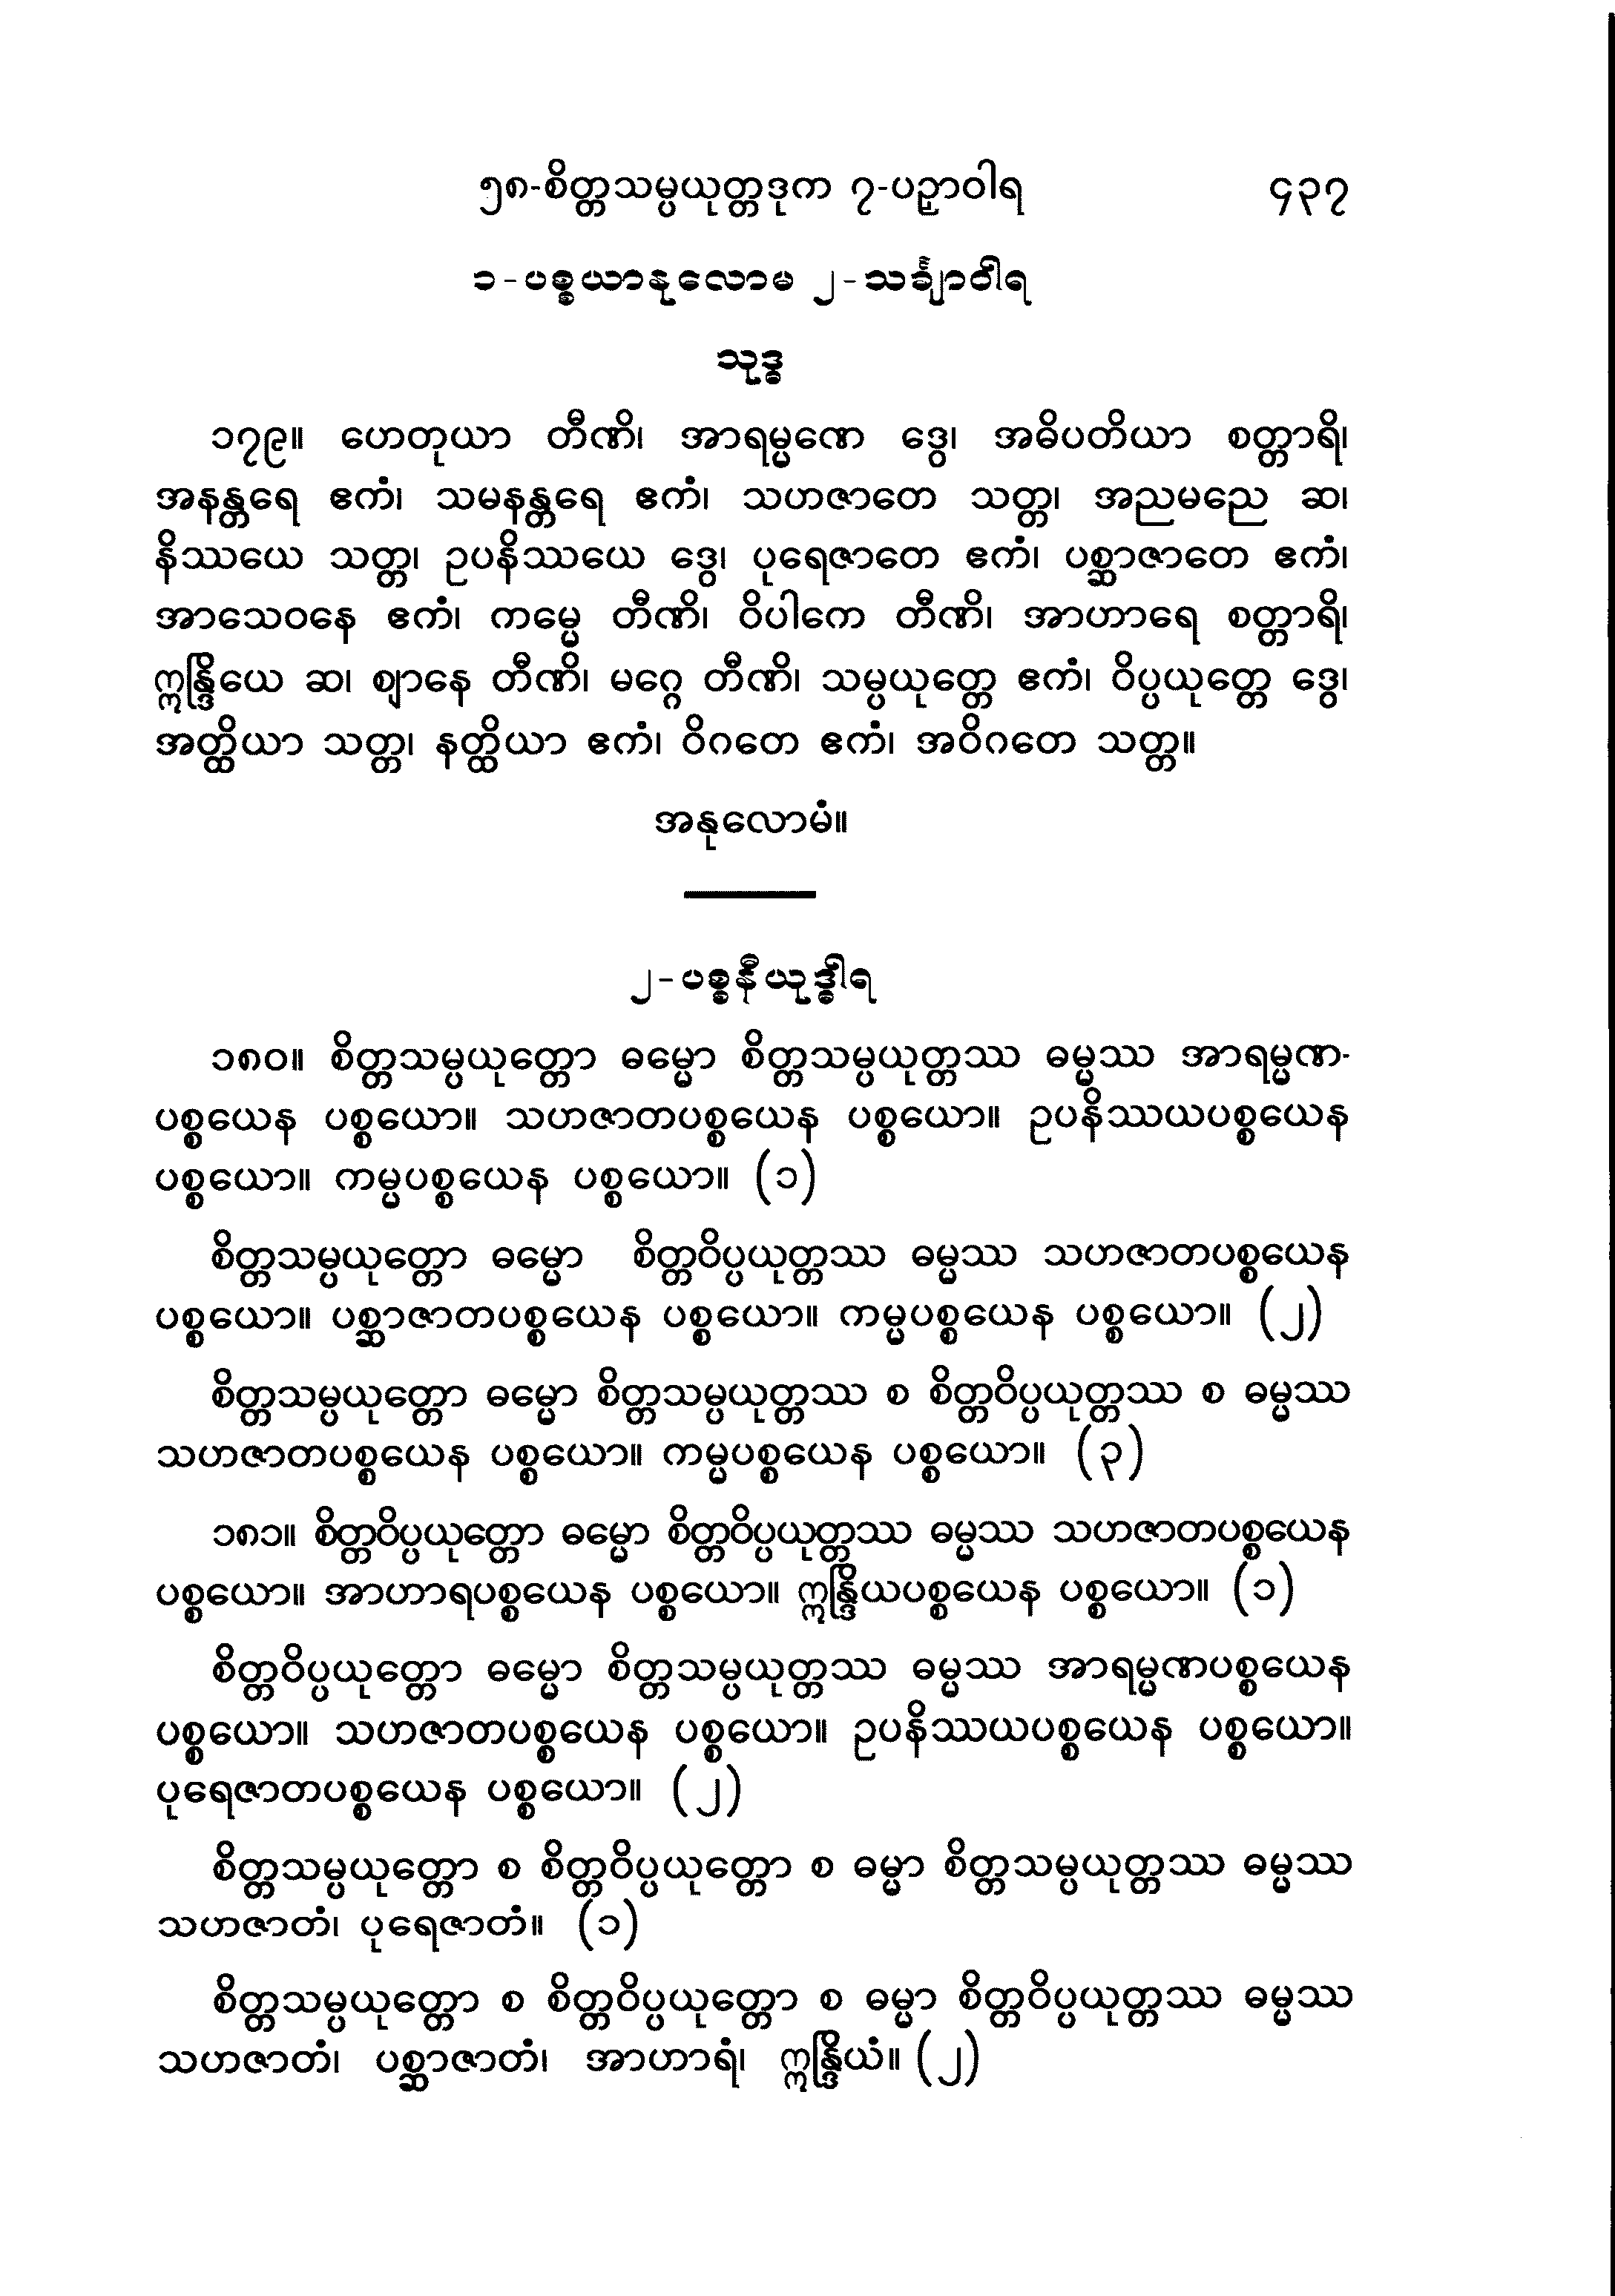 ၅၈-စိတ္တသမ္ပယုတ္တဒုက ၇-ပဉှာဝါရ ၄၃၇
၁-ပစ္စယာနုလောမ ၂-သင်္ချာဝါရ
သုဒ္ဓ
၁၇၉။ ဟေတုယာ တီဏိ၊ အာရမ္မဏေ ဒွေ၊ အဓိပတိယာ စတ္တာရိ၊
အနန္တရေ ဧကံ၊ သမနန္တရေ ဧကံ၊ သဟဇာတေ သတ္တ၊ အညမညေ ဆ၊
နိဿယေ သတ္တ၊ ဥပနိဿယေ ဒွေ၊ ပုရေဇာတေ ဧကံ၊ ပစ္ဆာဇာတေ ဧကံ၊
အာသေဝနေ ဧကံ၊ ကမ္မေ တီဏိ၊ ဝိပါကေ တီဏိ၊ အာဟာရေ စတ္တာရိ၊
ဣန္ဒြိယေ ဆ၊ ဈာနေ တီဏိ၊ မဂ္ဂေ တီဏိ၊ သမ္ပယုတ္တေ ဧကံ၊ ဝိပ္ပယုတ္တေ ဒွေ၊
အတ္ထိယာ သတ္တ၊ နတ္ထိယာ ဧကံ၊ ဝိဂတေ ဧကံ၊ အဝိဂတေ သတ္တ။
အနုလောမံ။
၂-ပစ္စနီယုဒ္ဓါရ
၁၈၀။ စိတ္တသမ္ပယုတ္တော ဓမ္မော စိတ္တသမ္ပယုတ္တဿ ဓမ္မဿ အာရမ္မဏ-
ပစ္စယေန ပစ္စယော။ သဟဇာတပစ္စယေန ပစ္စယော။ ဥပနိဿယပစ္စယေန
ပစ္စယော။ ကမ္မပစ္စယေန ပစ္စယော။ (၁)
စိတ္တသမ္ပယုတ္တော ဓမ္မော စိတ္တဝိပ္ပယုတ္တဿ ဓမ္မဿ သဟဇာတပစ္စယေန
ပစ္စယော။ ပစ္ဆာဇာတပစ္စယေန ပစ္စယော။ ကမ္မပစ္စယေန ပစ္စယော။ (၂)
စိတ္တသမ္ပယုတ္တော ဓမ္မော စိတ္တသမ္ပယုတ္တဿ စ စိတ္တဝိပ္ပယုတ္တဿ စ ဓမ္မဿ
သဟဇာတပစ္စယေန ပစ္စယော။ ကမ္မပစ္စယေန ပစ္စယော။ (၃)
၁၈၁။ စိတ္တဝိပ္ပယုတ္တော ဓမ္မော စိတ္တဝိပ္ပယုတ္တဿ ဓမ္မဿ သဟဇာတပစ္စယေန
ပစ္စယော။ အာဟာရပစ္စယေန ပစ္စယော။ ဣန္ဒြိယပစ္စယေန ပစ္စယော။ (၁)
စိတ္တဝိပ္ပယုတ္တော ဓမ္မော စိတ္တသမ္ပယုတ္တဿ ဓမ္မဿ အာရမ္မဏပစ္စယေန
ပစ္စယော။ သဟဇာတပစ္စယေန ပစ္စယော။ ဥပနိဿယပစ္စယေန ပစ္စယော။
ပုရေဇာတပစ္စယေန ပစ္စယော။ (၂)
စိတ္တသမ္ပယုတ္တော စ စိတ္တဝိပ္ပယုတ္တော စ ဓမ္မာ စိတ္တသမ္ပယုတ္တဿ ဓမ္မဿ
သဟဇာတံ၊ ပုရေဇာတံ။ (၁)
စိတ္တသမ္ပယုတ္တော စ စိတ္တဝိပ္ပယုတ္တော စ ဓမ္မာ စိတ္တဝိပ္ပယုတ္တဿ ဓမ္မဿ
သဟဇာတံ၊ ပစ္ဆာဇာတံ၊ အာဟာရံ၊ ဣန္ဒြိယံ။ (၂)